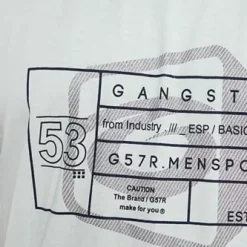 GANGST
53
from Industry .///  ESP / BASIC
G57R.MENSPO
CAUTION
The Brand / G57R
make for you ®
EST